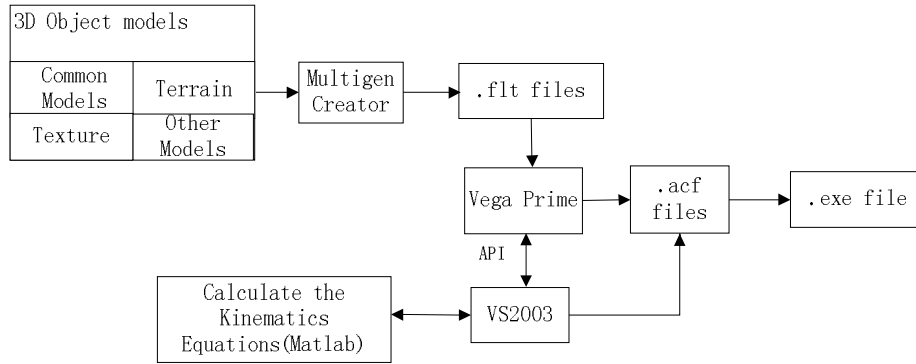 3D Object models
Common
Models
Terrain
Texture
Other
Models
Multigen
Creator
.flt files
Vega Prime
.acf
files
.exe file
API
Calculate the
Kinematics
Equations(Matlab)
VS2003